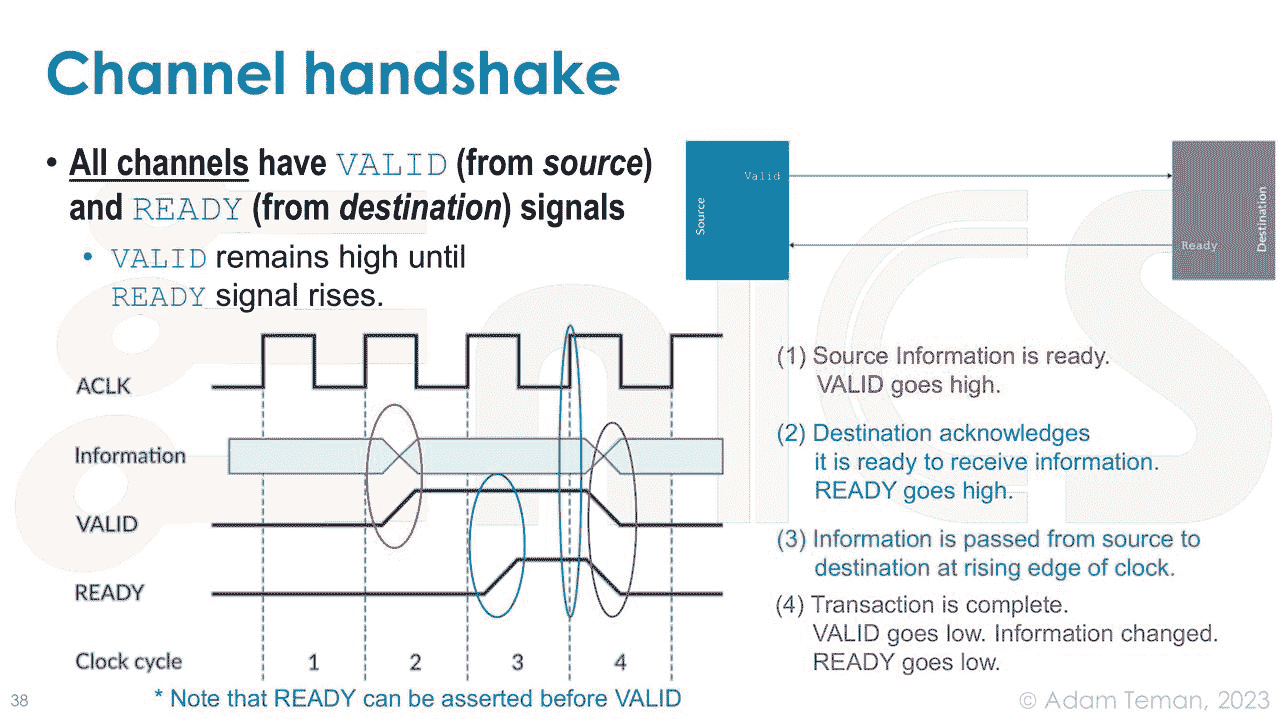 Channel handshake
• All channels have VALID (from source)
and READY (from destination) signals
• VALID remains high until
READY signal rises.
Source
Valid
Ready
Destination
ACLK
Information
VALID
READY
Clock cycle 1 2 3 4
(1) Source Information is ready.
VALID goes high.
(2) Destination acknowledges
it is ready to receive information.
READY goes high.
(3) Information is passed from source to
destination at rising edge of clock.
(4) Transaction is complete.
VALID goes low. Information changed.
READY goes low.
* Note that READY can be asserted before VALID
38
© Adam Teman, 2023
nICS